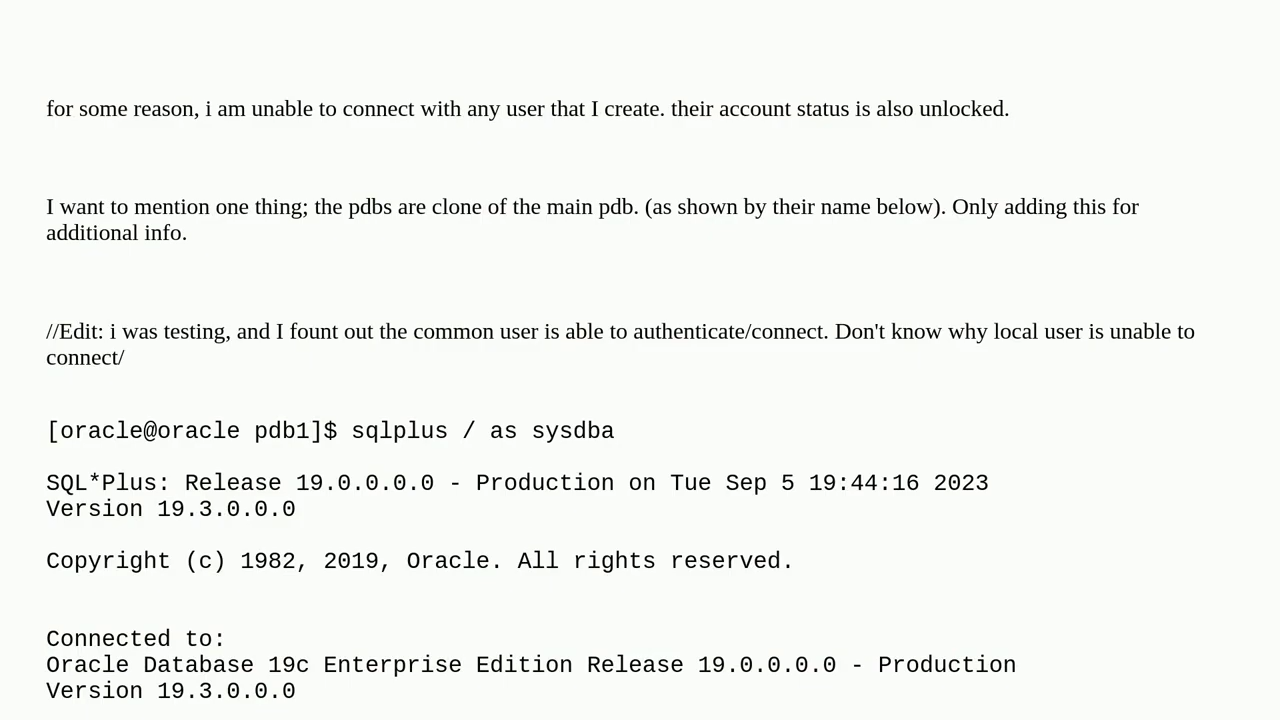 for some reason, i am unable to connect with any user that I create. their account status is also unlocked.
I want to mention one thing; the pdbs are clone of the main pdb. (as shown by their name below). Only adding this for
additional info.
//Edit: i was testing, and I fount out the common user is able to authenticate/connect. Don't know why local user is unable to
connect/
[oracle@oracle pdb1]$ sqlplus / as sysdba
SQL*Plus: Release 19.0.0.0.0 - Production on Tue Sep 5 19:44:16 2023
Version 19.3.0.0.0
Copyright (c) 1982, 2019, Oracle. All rights reserved.
Connected to:
Oracle Database 19c Enterprise Edition Release 19.0.0.0.0 - Production
Version 19.3.0.0.0